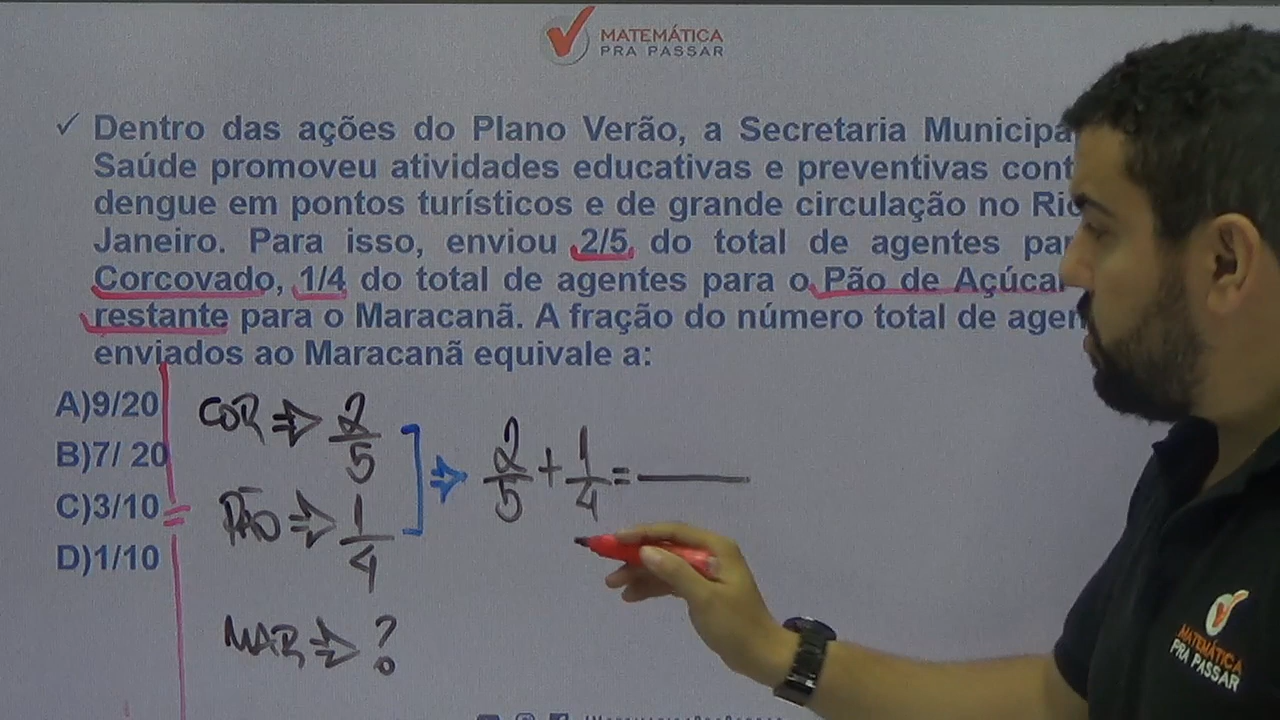 MATEMÁTICA
PRA PASSAR
✓ Dentro das ações do Plano Verão, a Secretaria Municipa
Saúde promoveu atividades educativas e preventivas cont
dengue em pontos turísticos e de grande circulação no Rio
Janeiro. Para isso, enviou 2/5 do total de agentes par
Corcovado, 1/4 do total de agentes para o Pão de Açúcar
restante para o Maracanã. A fração do número total de agen
enviados ao Maracanã equivale a:
A)9/20
B)7/ 20
C)3/10
D)1/10
COR ⇒ 2/5
PÃO ⇒ 1/4
MAR ⇒ ?
⇒ 2/5 + 1/4 =
MATEMÁTICA
PRA PASSAR